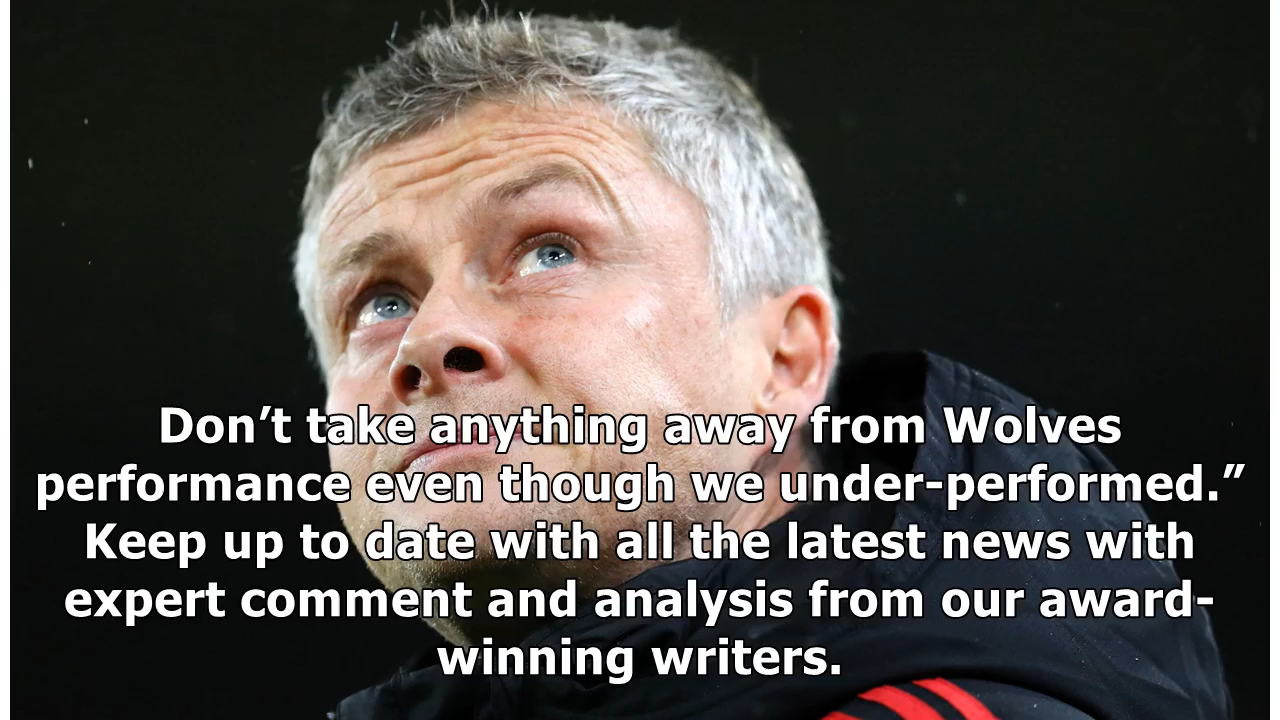 Don’t take anything away from Wolves
performance even though we under-performed.”
Keep up to date with all the latest news with
expert comment and analysis from our award-
winning writers.